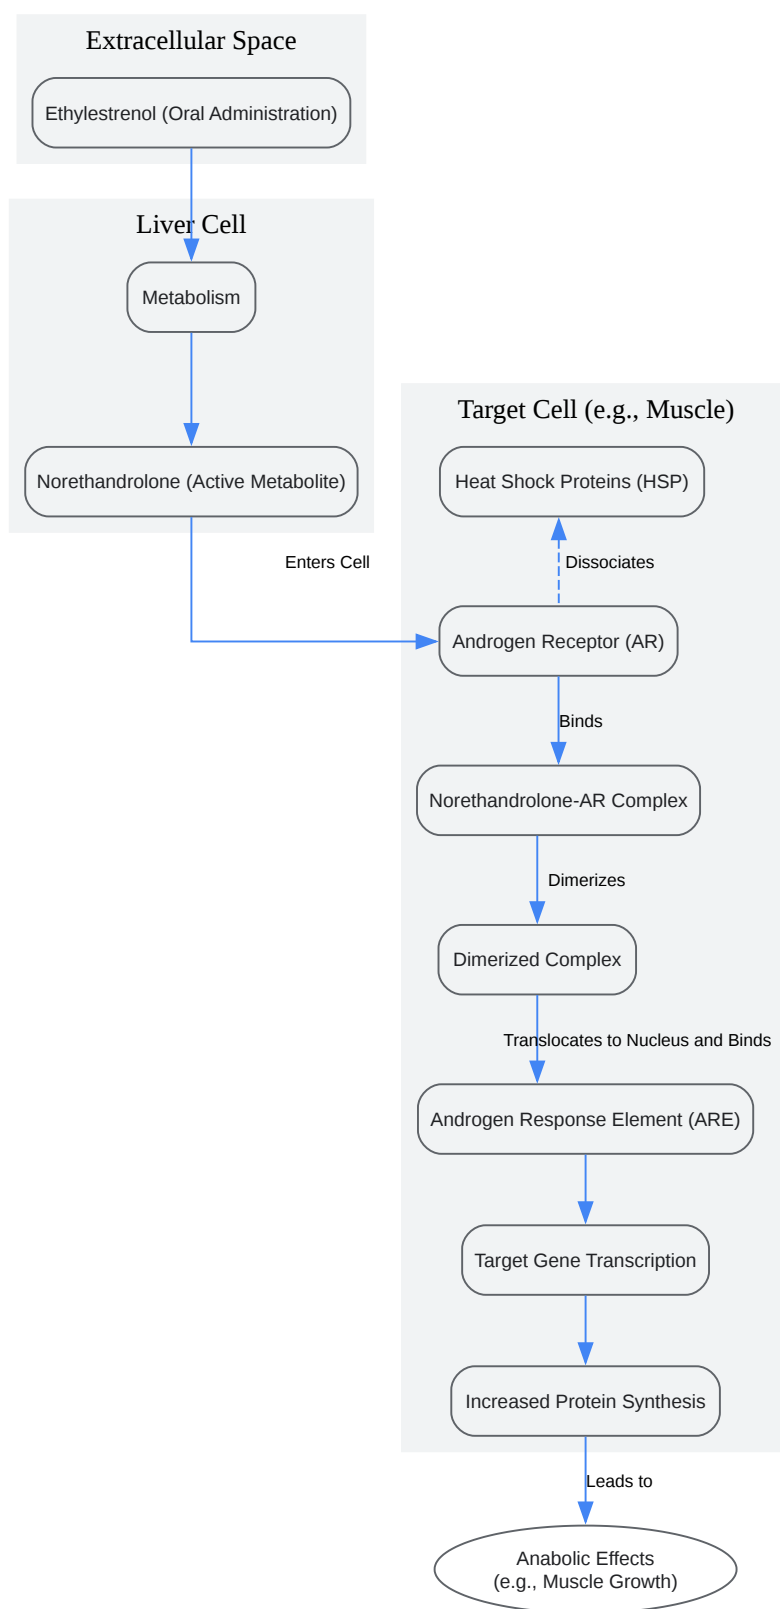 Extracellular Space
Ethylestrenol (Oral Administration)
Liver Cell
Metabolism
Norethandrolone (Active Metabolite)
Enters Cell
Target Cell (e.g., Muscle)
Heat Shock Proteins (HSP)
Dissociates
Androgen Receptor (AR)
Binds
Norethandrolone-AR Complex
Dimerizes
Dimerized Complex
Translocates to Nucleus and Binds
Androgen Response Element (ARE)
Target Gene Transcription
Increased Protein Synthesis
Leads to
Anabolic Effects
(e.g., Muscle Growth)